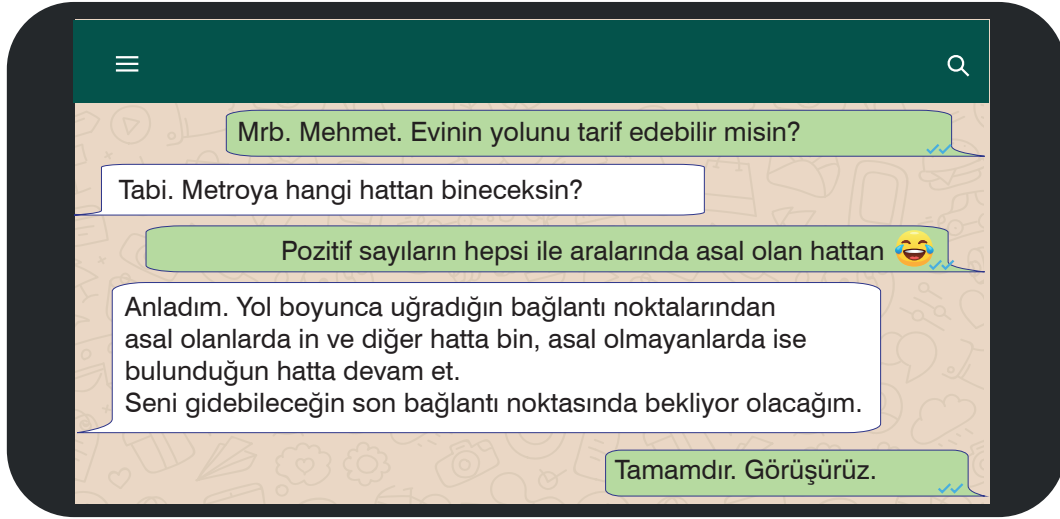 Mrb. Mehmet. Evinin yolunu tarif edebilir misin?
Tabi. Metroya hangi hattan bineceksin?
Pozitif sayıların hepsi ile aralarında asal olan hattan 😂
Anladım. Yol boyunca uğradığın bağlantı noktalarından
asal olanlarda in ve diğer hatta bin, asal olmayanlarda ise
bulunduğun hatta devam et.
Seni gidebileceğin son bağlantı noktasında bekliyor olacağım.
Tamamdır. Görüşürüz.